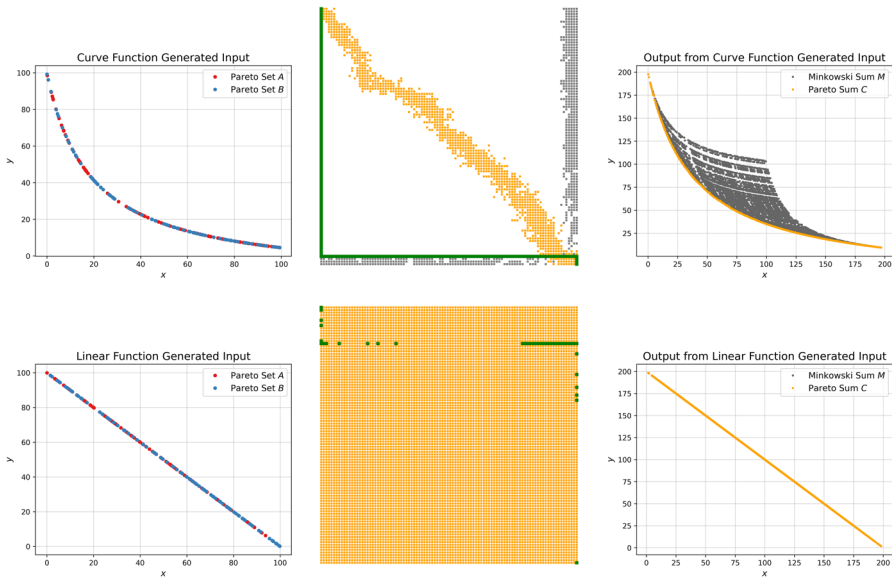 Curve Function Generated Input
Pareto Set A
Pareto Set B
y
100
80
60
40
20
0
0 20 40 60 80 100
x
Output from Curve Function Generated Input
Minkowski Sum M
Pareto Sum C
y
200
175
150
125
100
75
50
25
0 25 50 75 100 125 150 175 200
x
Linear Function Generated Input
Pareto Set A
Pareto Set B
y
100
80
60
40
20
0
0 20 40 60 80 100
x
Output from Linear Function Generated Input
Minkowski Sum M
Pareto Sum C
y
200
175
150
125
100
75
50
25
0
0 25 50 75 100 125 150 175 200
x